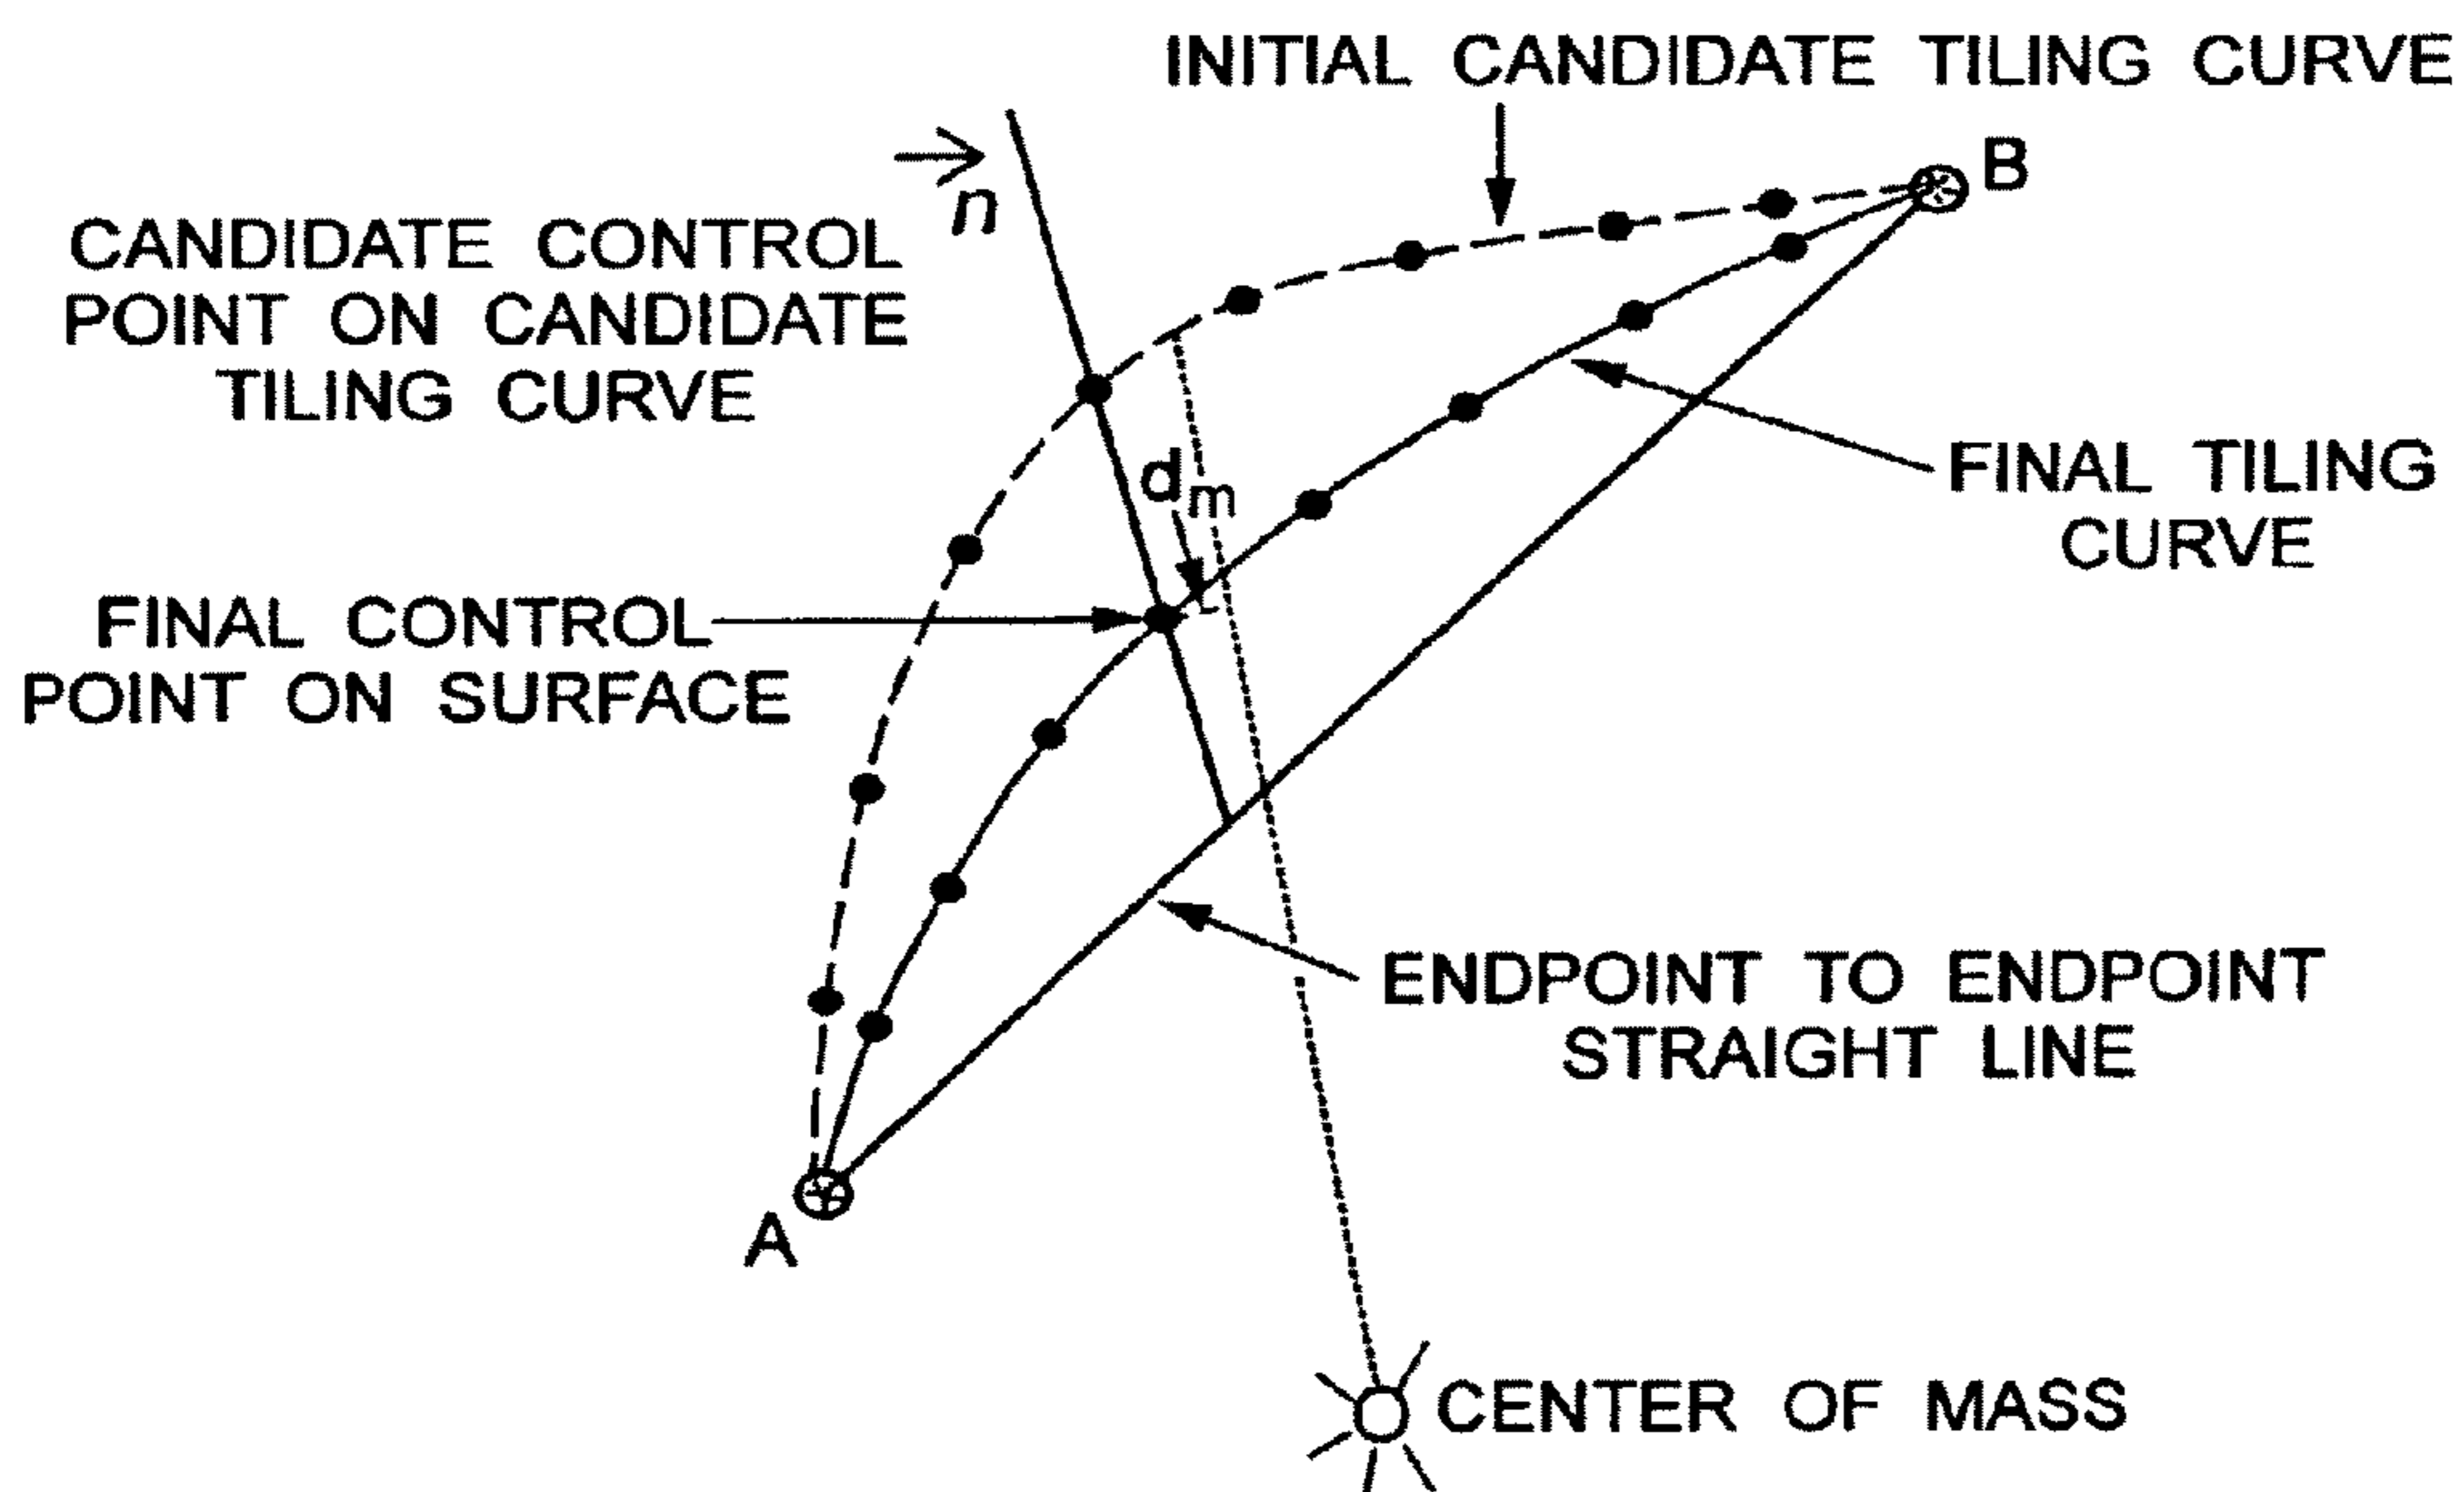 INITIAL CANDIDATE TILING CURVE
n
B
CANDIDATE CONTROL
POINT ON CANDIDATE
TILING CURVE
dm
FINAL TILING
CURVE
FINAL CONTROL
POINT ON SURFACE
ENDPOINT TO ENDPOINT
STRAIGHT LINE
A
CENTER OF MASS